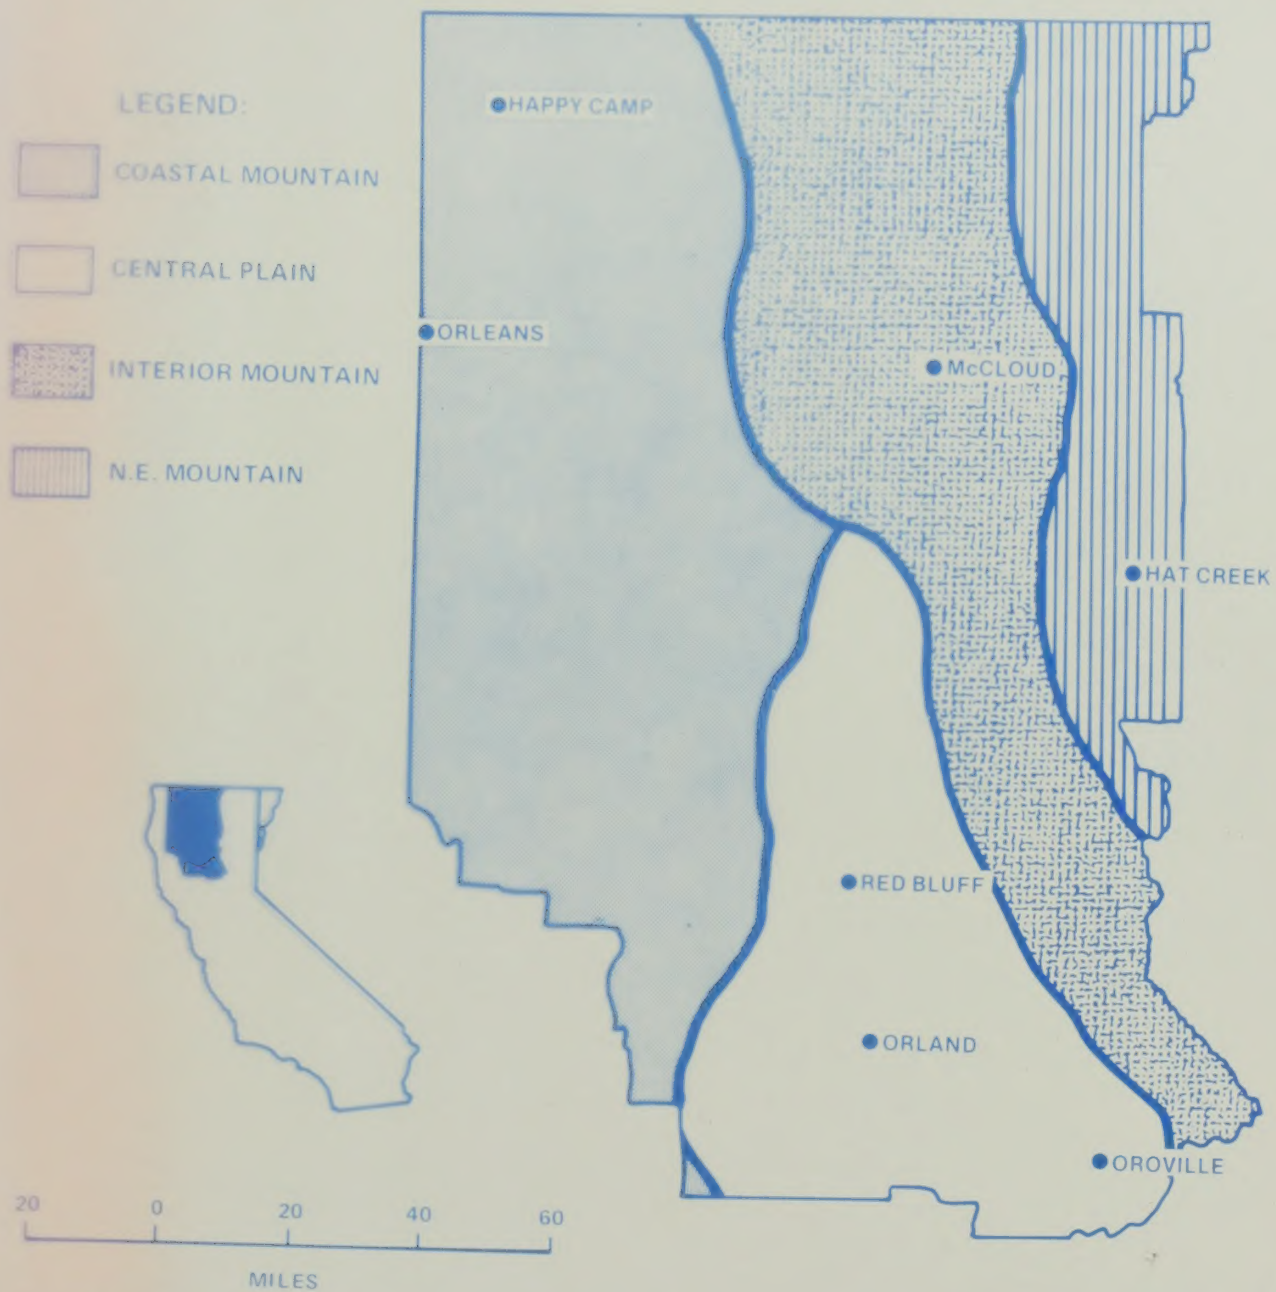 LEGEND:
COASTAL MOUNTAIN
CENTRAL PLAIN
INTERIOR MOUNTAIN
N.E. MOUNTAIN
HAPPY CAMP
ORLEANS
McCLOUD
HAT CREEK
RED BLUFF
ORLAND
OROVILLE
20 0 20 40 60
MILES